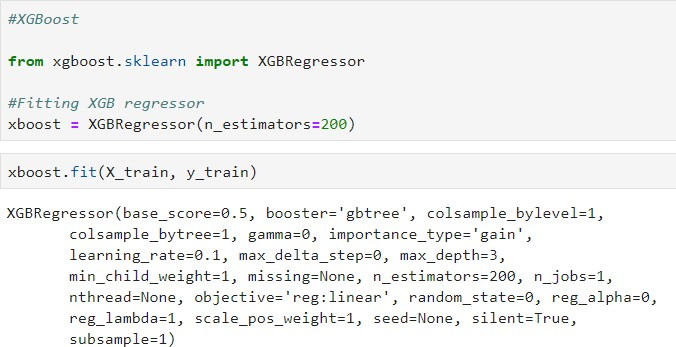 #XGBoost
from xgboost.sklearn import XGBRegressor
#Fitting XGB regressor
xboost = XGBRegressor(n_estimators=200)
xboost.fit(X_train, y_train)
XGBRegressor(base_score=0.5, booster='gbtree', colsample_bylevel=1,
colsample_bytree=1, gamma=0, importance_type='gain',
learning_rate=0.1, max_delta_step=0, max_depth=3,
min_child_weight=1, missing=None, n_estimators=200, n_jobs=1,
nthread=None, objective='reg:linear', random_state=0, reg_alpha=0,
reg_lambda=1, scale_pos_weight=1, seed=None, silent=True,
subsample=1)